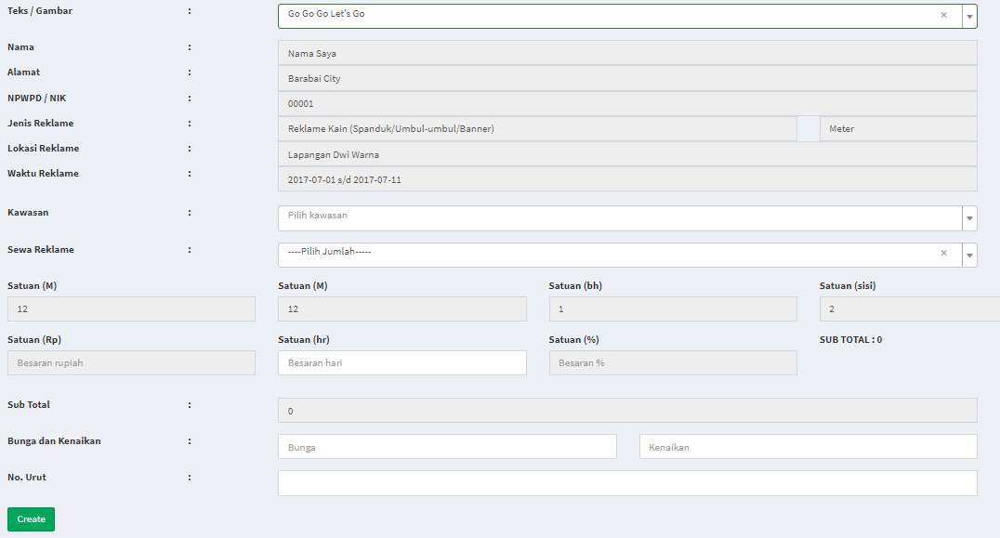 Teks / Gambar : Go Go Go Let's Go ×
Nama : Nama Saya
Alamat : Barabai City
NPWPD / NIK : 00001
Jenis Reklame : Reklame Kain (Spanduk/Umbul-umbul/Banner) Meter
Lokasi Reklame : Lapangan Dwi Warna
Waktu Reklame : 2017-07-01 s/d 2017-07-11
Kawasan : Pilih kawasan
Sewa Reklame : ----Pilih Jumlah----- ×
Satuan (M) Satuan (M) Satuan (bh) Satuan (sisi)
12 12 1 2
Satuan (Rp) Satuan (hr) Satuan (%) SUB TOTAL : 0
Besaran rupiah Besaran hari Besaran %
Sub Total : 0
Bunga dan Kenaikan : Bunga Kenaikan
No. Urut :
Create